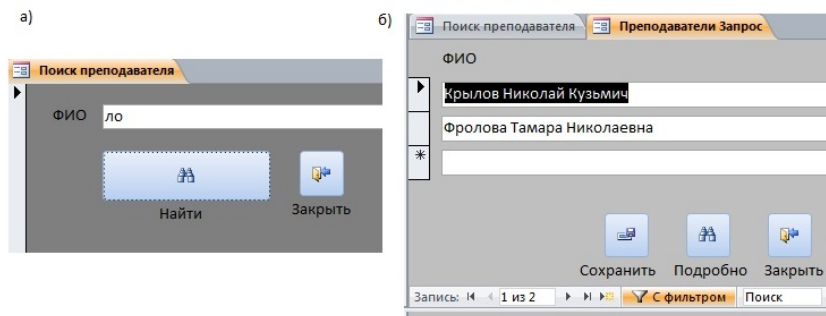 а)
Поиск преподавателя
ФИО
ло
Найти
Закрыть
б)
Поиск преподавателя
Преподаватели Запрос
ФИО
Крылов Николай Кузьмич
Фролова Тамара Николаевна
Сохранить
Подробно
Закрыть
Запись: 1 из 2 С фильтром Поиск